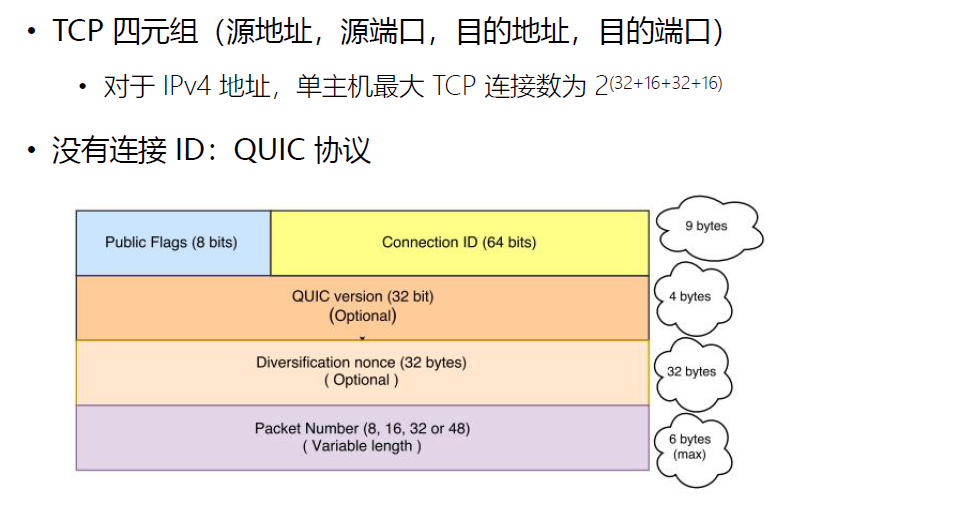 • TCP 四元组（源地址，源端口，目的地址，目的端口）
• 对于 IPv4 地址，单主机最大 TCP 连接数为 2(32+16+32+16)
• 没有连接 ID：QUIC 协议
Public Flags (8 bits)
Connection ID (64 bits)
9 bytes
QUIC version (32 bit)
(Optional)
4 bytes
Diversification nonce (32 bytes)
( Optional )
32 bytes
Packet Number (8, 16, 32 or 48)
( Variable length )
6 bytes
(max)